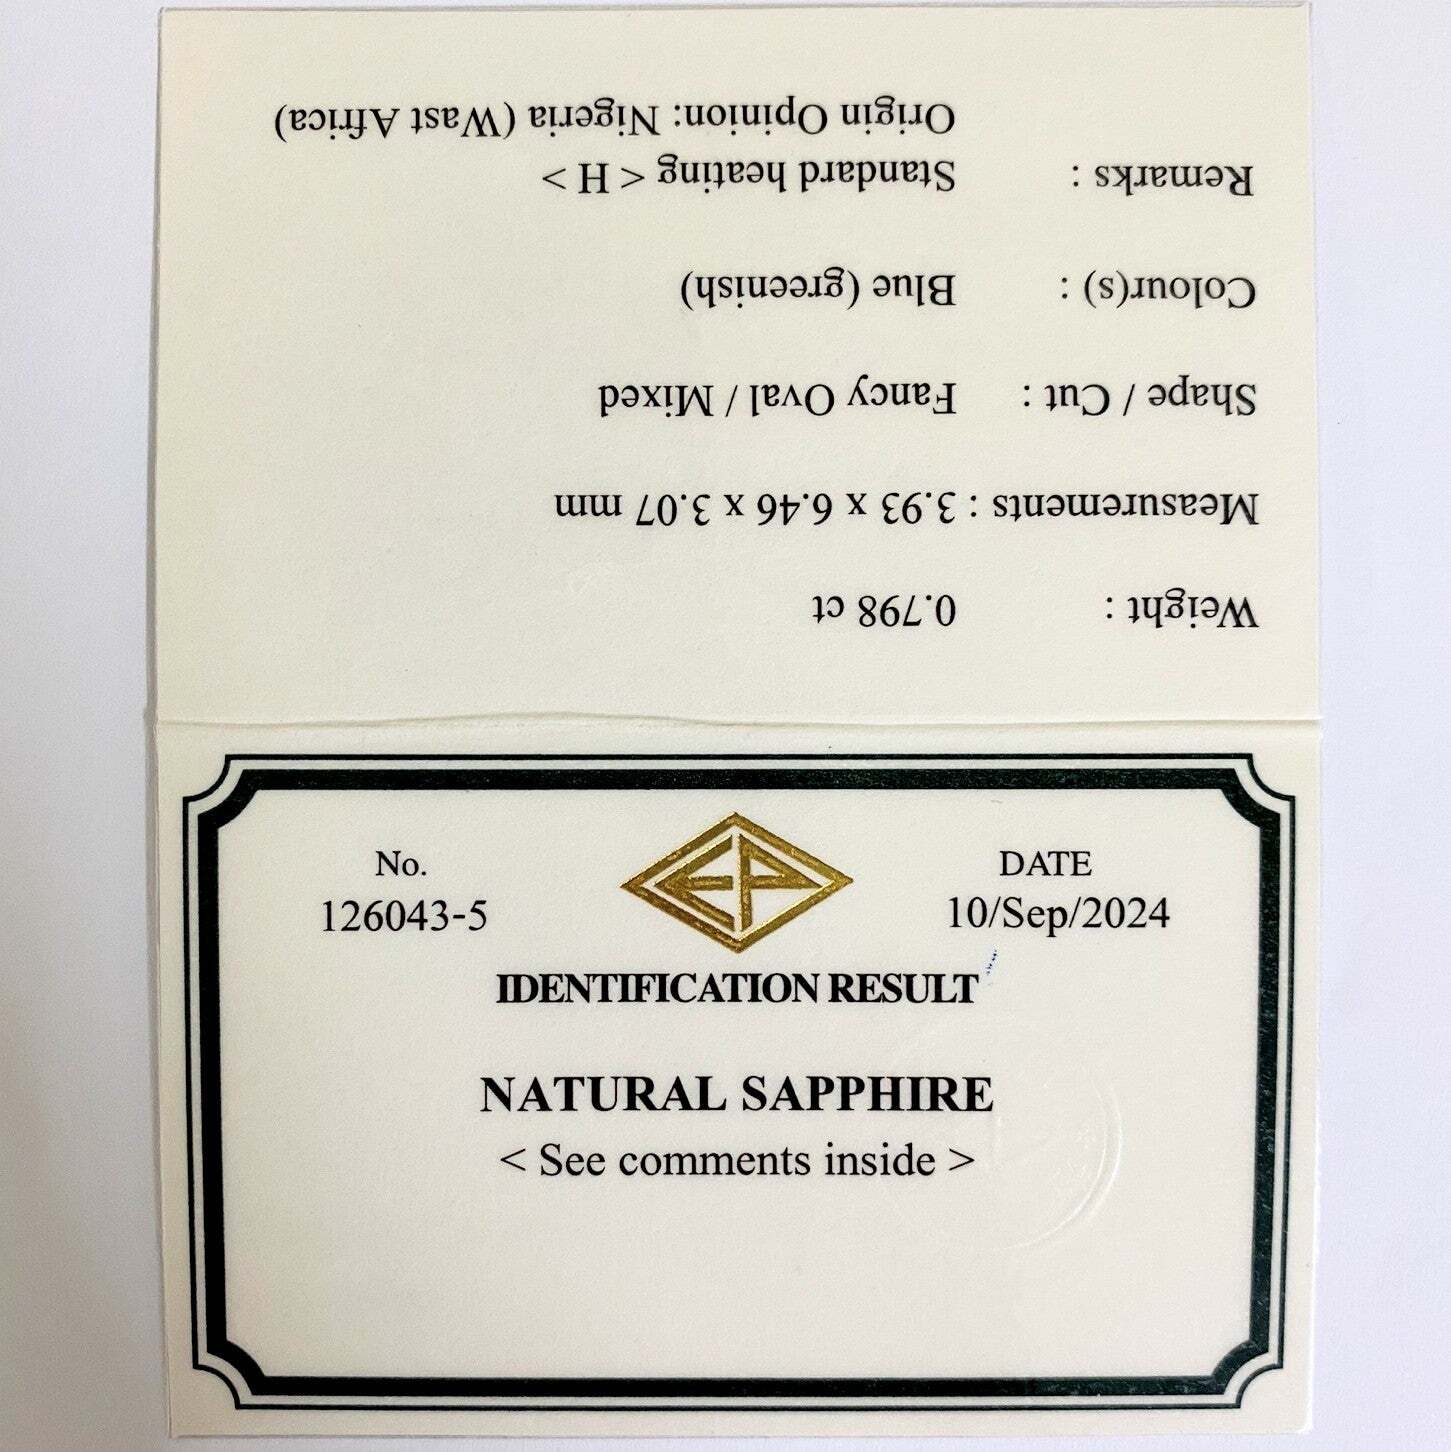 No.
126043-5
EP
DATE
10/Sep/2024
IDENTIFICATION RESULT
NATURAL SAPPHIRE
< See comments inside >
Weight : 0.798 ct
Measurements : 3.93 x 6.46 x 3.07 mm
Shape / Cut : Fancy Oval / Mixed
Colour(s) : Blue (greenish)
Remarks : Standard heating < H >
Origin Opinion: Nigeria (Wast Africa)